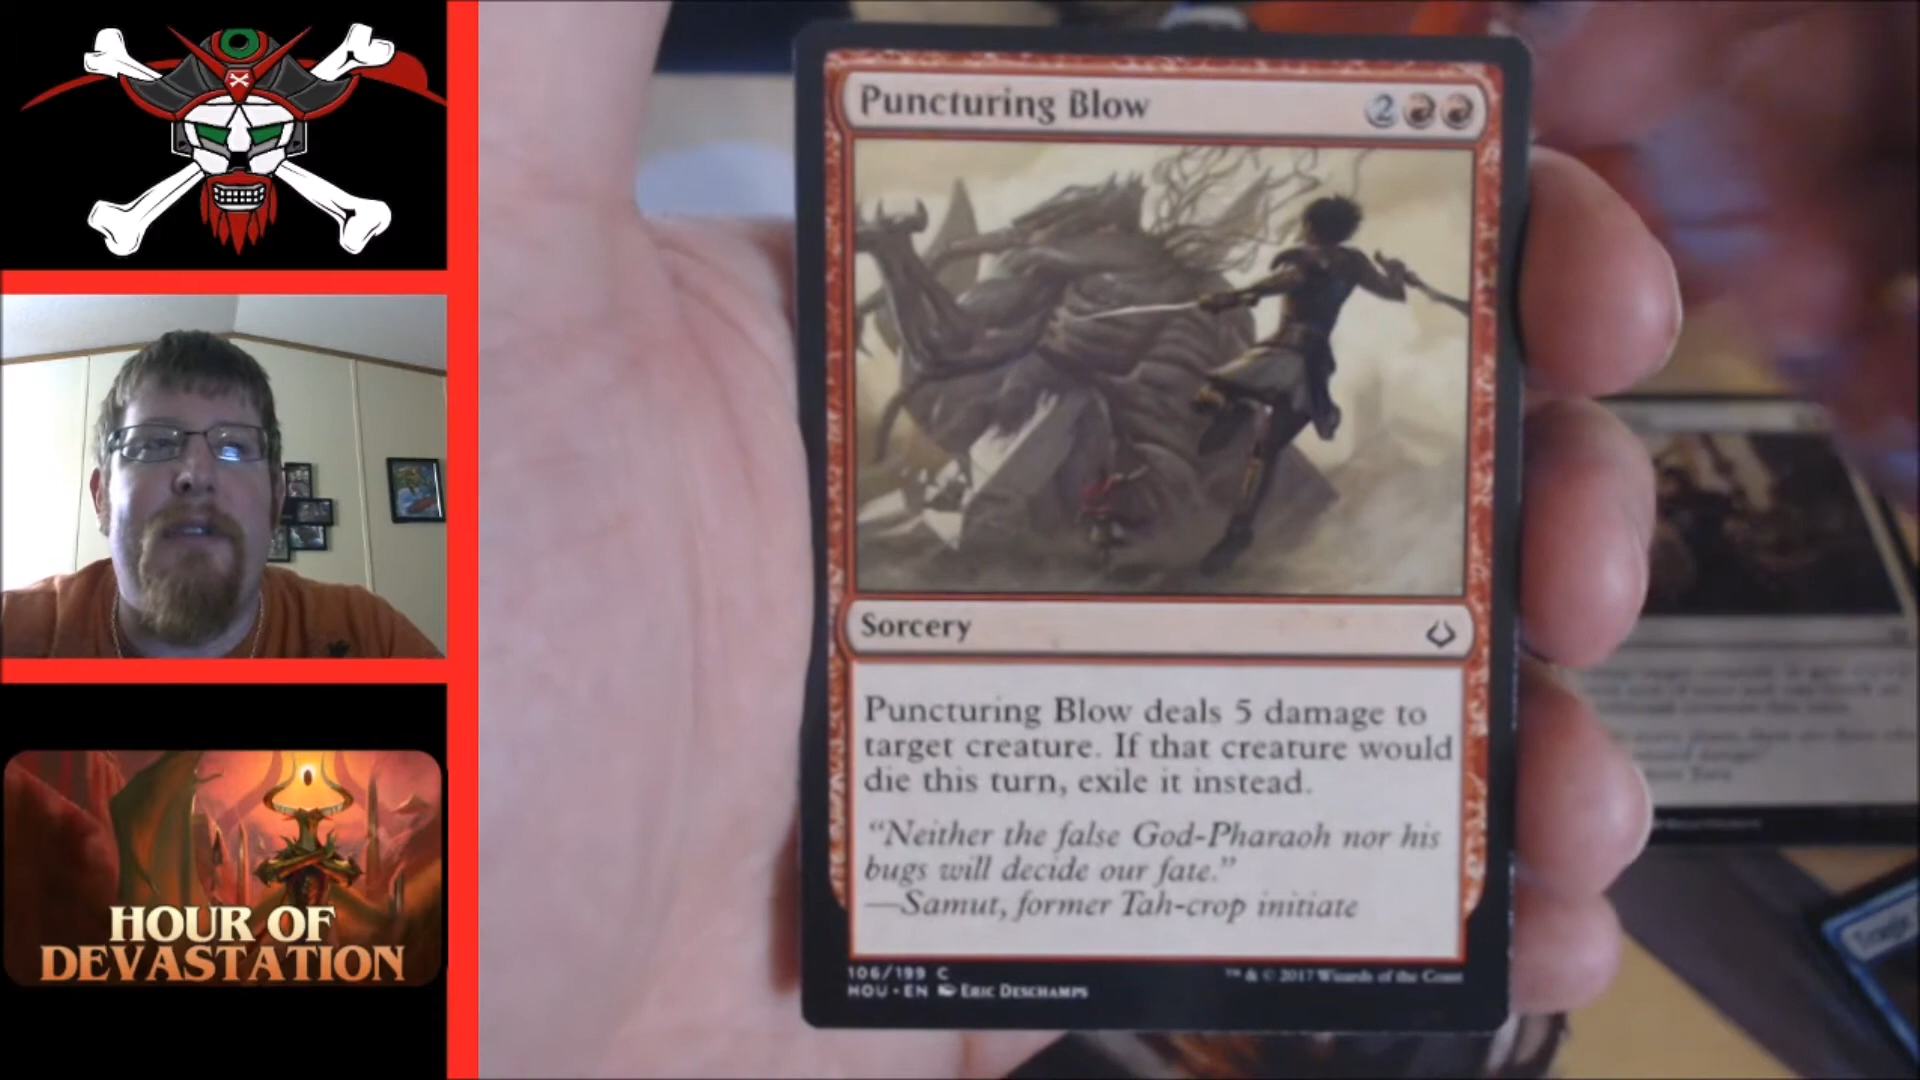 Puncturing Blow 2
Sorcery
Puncturing Blow deals 5 damage to
target creature. If that creature would
die this turn, exile it instead.
"Neither the false God-Pharaoh nor his
bugs will decide our fate."
—Samut, former Tah-crop initiate
106/199 C
™ & © 2017 Wizards of the Coast
HOU • EN Eric Deschamps
HOUR OF
DEVASTATION